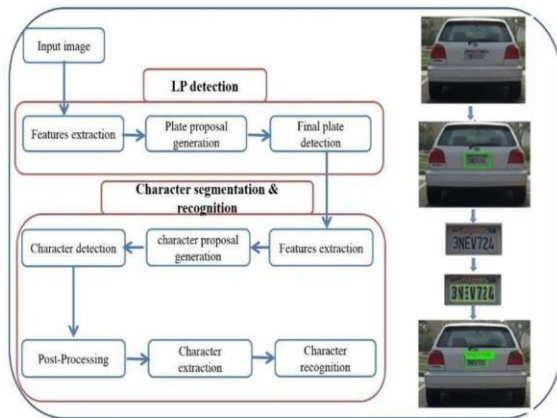 Input image
LP detection
Features extraction
Plate proposal
generation
Final plate
detection
Character segmentation &
recognition
Character detection
character proposal
generation
Features extraction
Post-Processing
Character
extraction
Character
recognition
3NEV724
3NEV724